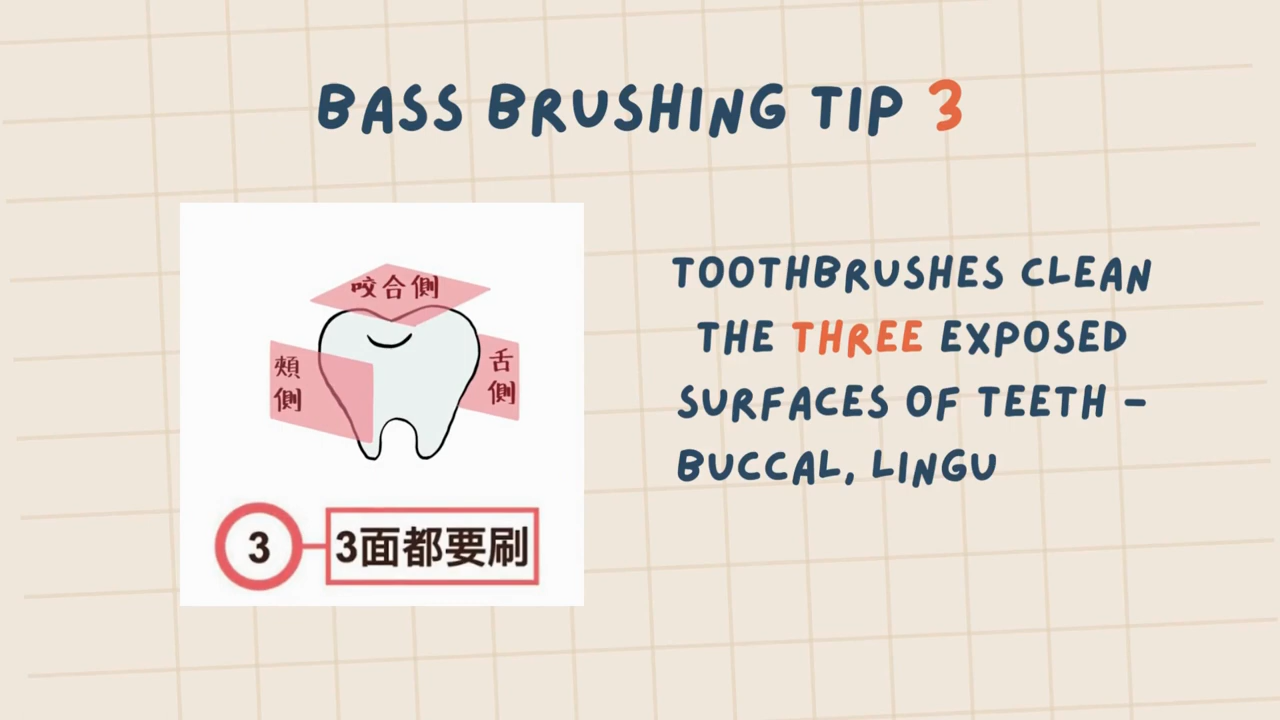 BASS BRUSHING TIP 3
咬合側
頰側
舌側
3
3面都要刷
TOOTHBRUSHES CLEAN
THE THREE EXPOSED
SURFACES OF TEETH -
BUCCAL, LINGU